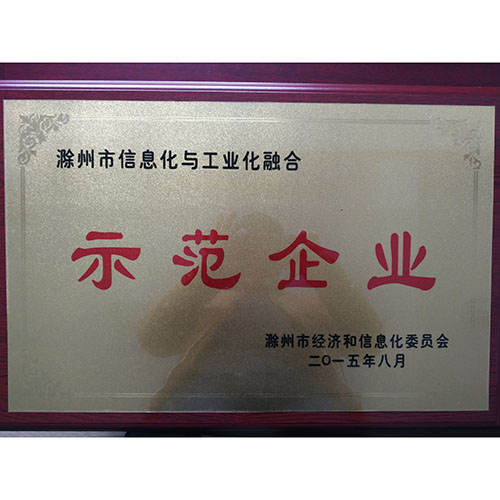 滁州市信息化与工业化融合
示范企业
滁州市经济和信息化委员会
二O一五年八月